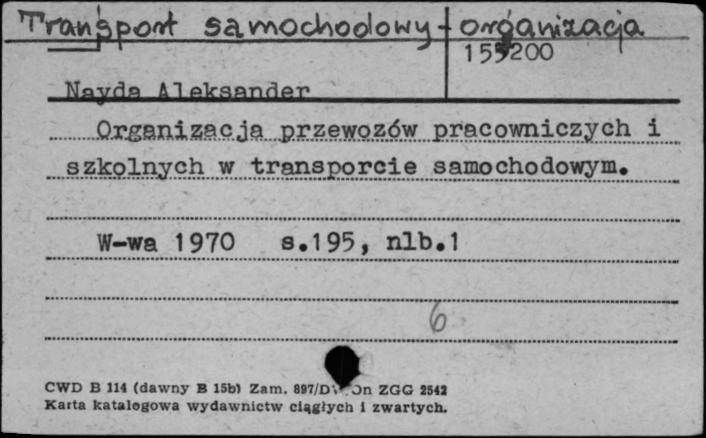 Transport samochodowy - organizacja
155200
Nayda Aleksander
Organizacja przewozów pracowniczych i
szkolnych w transporcie samochodowym.
W-wa 1970 s.195, nlb.1
6
CWD B 114 (dawny B 15b) Zam. 897/ ZGG 2542
Karta katalogowa wydawnictw ciągłych i zwartych.